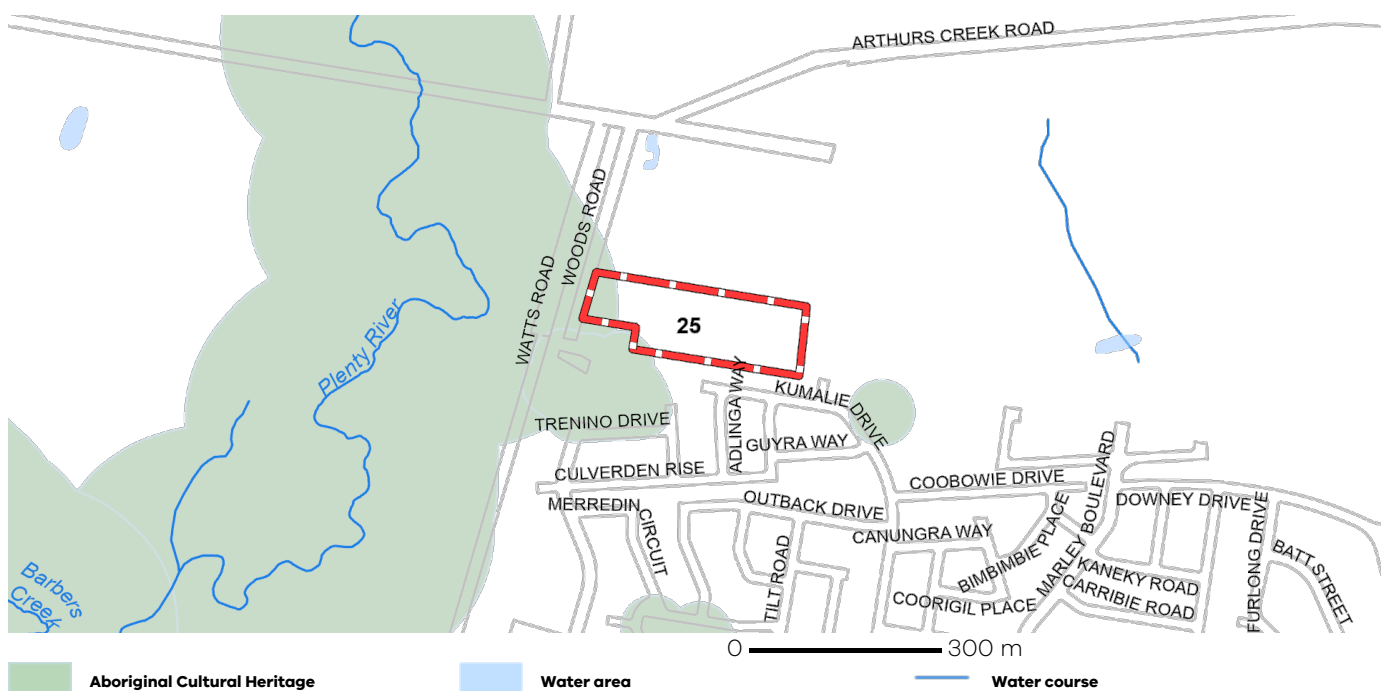 ARTHURS CREEK ROAD
WOODS ROAD
WATTS ROAD
25
Plenty River
ADLINGA WAY
KUMALIE DRIVE
TRENINO DRIVE
GUYRA WAY
CULVERDEN RISE
COOBOWIE DRIVE
MERREDIN CIRCUIT
OUTBACK DRIVE
DOWNEY DRIVE
CANUNGRA WAY
BIMBIMBIE PLACE
MARLEY BOULEVARD
FURLONG DRIVE
BATT STREET
TILT ROAD
KANEKY ROAD
CARRIBIE ROAD
COORIGIL PLACE
Barbers
Creek
0 300 m
Aboriginal Cultural Heritage Water area Water course